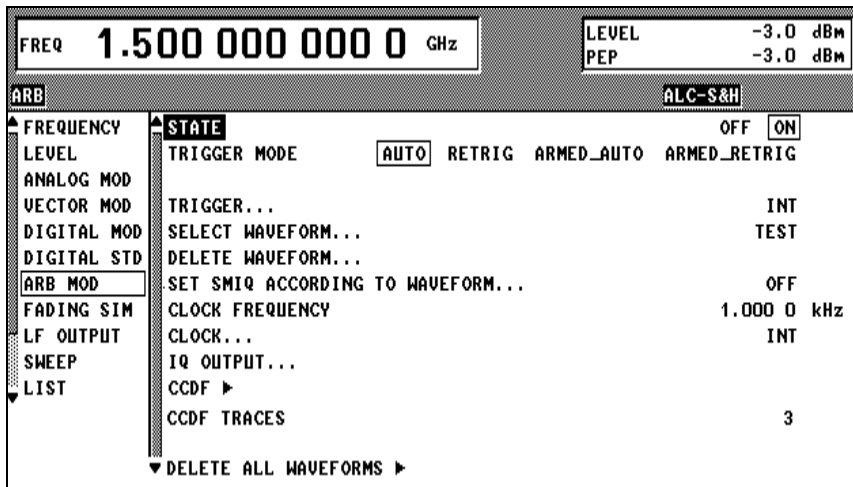 FREQ 1.500 000 000 0 GHz
LEVEL -3.0 dBm
PEP -3.0 dBm
ARB ALC-S&H
FREQUENCY
LEVEL
ANALOG MOD
VECTOR MOD
DIGITAL MOD
DIGITAL STD
ARB MOD
FADING SIM
LF OUTPUT
SWEEP
LIST
STATE OFF ON
TRIGGER MODE AUTO RETRIG ARMED_AUTO ARMED_RETRIG
TRIGGER... INT
SELECT WAVEFORM... TEST
DELETE WAVEFORM...
SET SMIQ ACCORDING TO WAVEFORM... OFF
CLOCK FREQUENCY 1.000 0 kHz
CLOCK... INT
IQ OUTPUT...
CCDF
CCDF TRACES 3
DELETE ALL WAVEFORMS